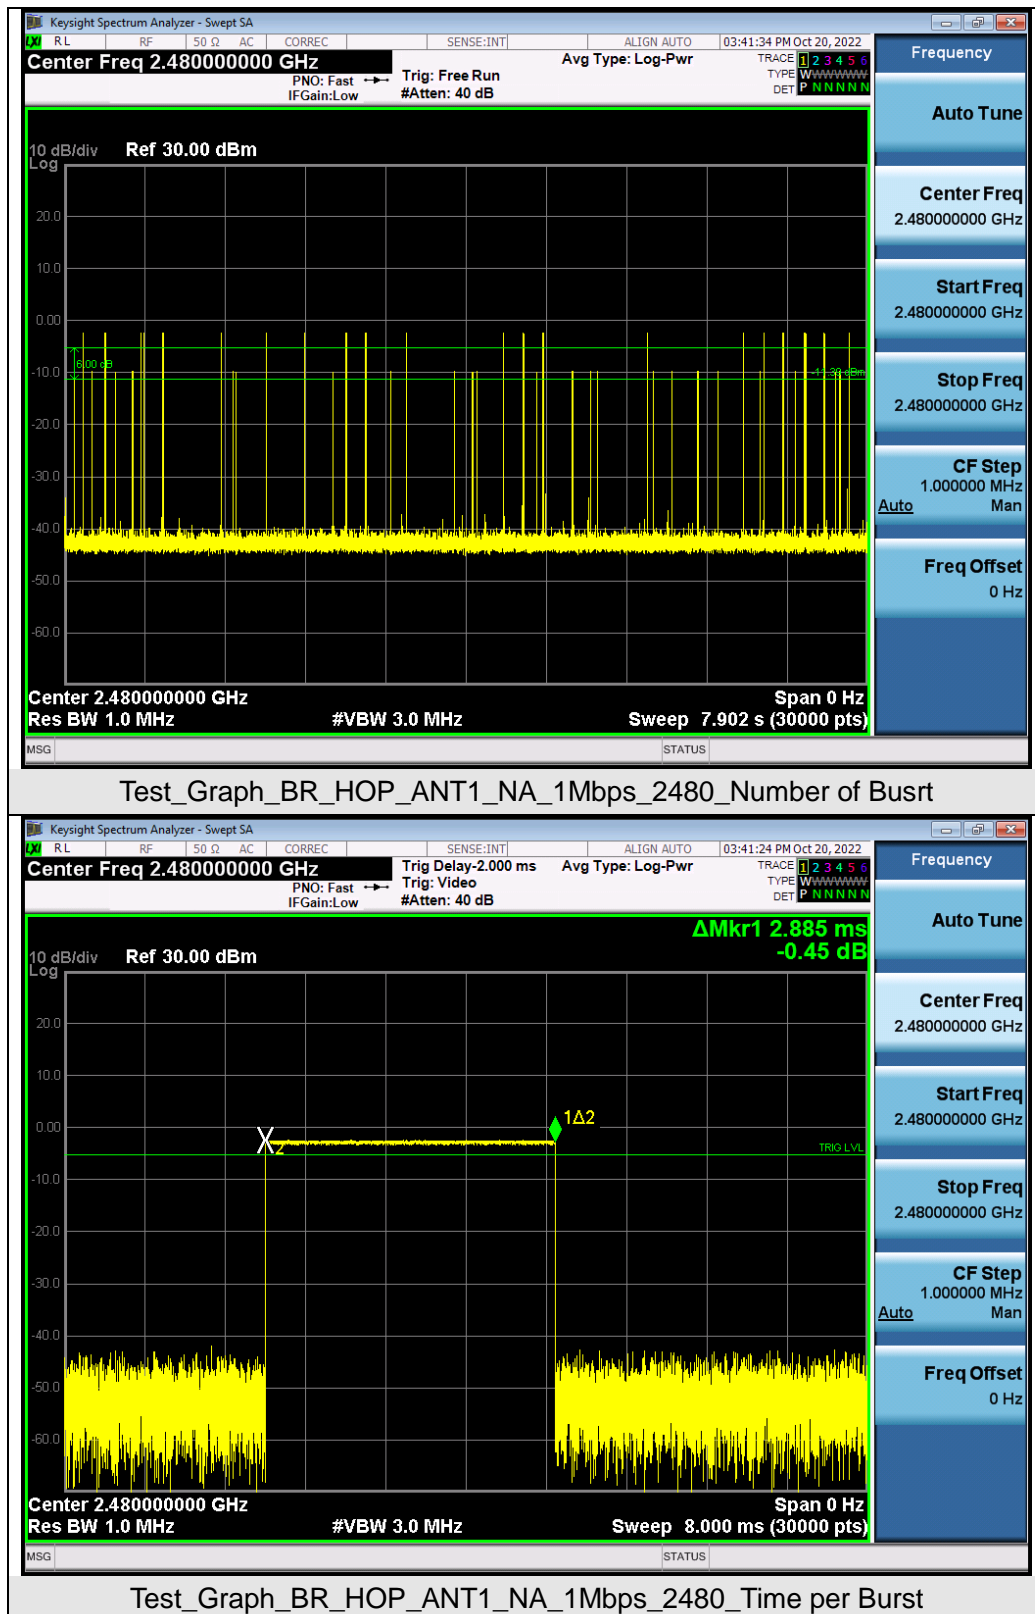 Keysight Spectrum Analyzer - Swept SA
LXI RL RF 50 Ω AC CORREC SENSE:INT ALIGN AUTO 03:41:34 PM Oct 20, 2022
Center Freq 2.480000000 GHz
PNO: Fast
IFGain:Low
Trig: Free Run
#Atten: 40 dB
Avg Type: Log-Pwr
TRACE 1 2 3 4 5 6
TYPE WWWWWW
DET P N N N N N
10 dB/div
Log
Ref 30.00 dBm
20.0
10.0
0.00
6.00 dB
-10.0
-20.0
-30.0
-40.0
-50.0
-60.0
Center 2.480000000 GHz
Span 0 Hz
Res BW 1.0 MHz
#VBW 3.0 MHz
Sweep 7.902 s (30000 pts)
MSG
STATUS
Frequency
Auto Tune
Center Freq
2.480000000 GHz
Start Freq
2.480000000 GHz
Stop Freq
2.480000000 GHz
CF Step
1.000000 MHz
Auto Man
Freq Offset
0 Hz
Test_Graph_BR_HOP_ANT1_NA_1Mbps_2480_Number of Busrt
Keysight Spectrum Analyzer - Swept SA
LXI RL RF 50 Ω AC CORREC SENSE:INT ALIGN AUTO 03:41:24 PM Oct 20, 2022
Center Freq 2.480000000 GHz
PNO: Fast
IFGain:Low
Trig Delay-2.000 ms
Trig: Video
#Atten: 40 dB
Avg Type: Log-Pwr
TRACE 1 2 3 4 5 6
TYPE WWWWWW
DET P N N N N N
ΔMkr1 2.885 ms
-0.45 dB
10 dB/div
Log
Ref 30.00 dBm
20.0
10.0
0.00
1Δ2
2
TRIG LVL
-10.0
-20.0
-30.0
-40.0
-50.0
-60.0
Center 2.480000000 GHz
Span 0 Hz
Res BW 1.0 MHz
#VBW 3.0 MHz
Sweep 8.000 ms (30000 pts)
MSG
STATUS
Frequency
Auto Tune
Center Freq
2.480000000 GHz
Start Freq
2.480000000 GHz
Stop Freq
2.480000000 GHz
CF Step
1.000000 MHz
Auto Man
Freq Offset
0 Hz
Test_Graph_BR_HOP_ANT1_NA_1Mbps_2480_Time per Burst